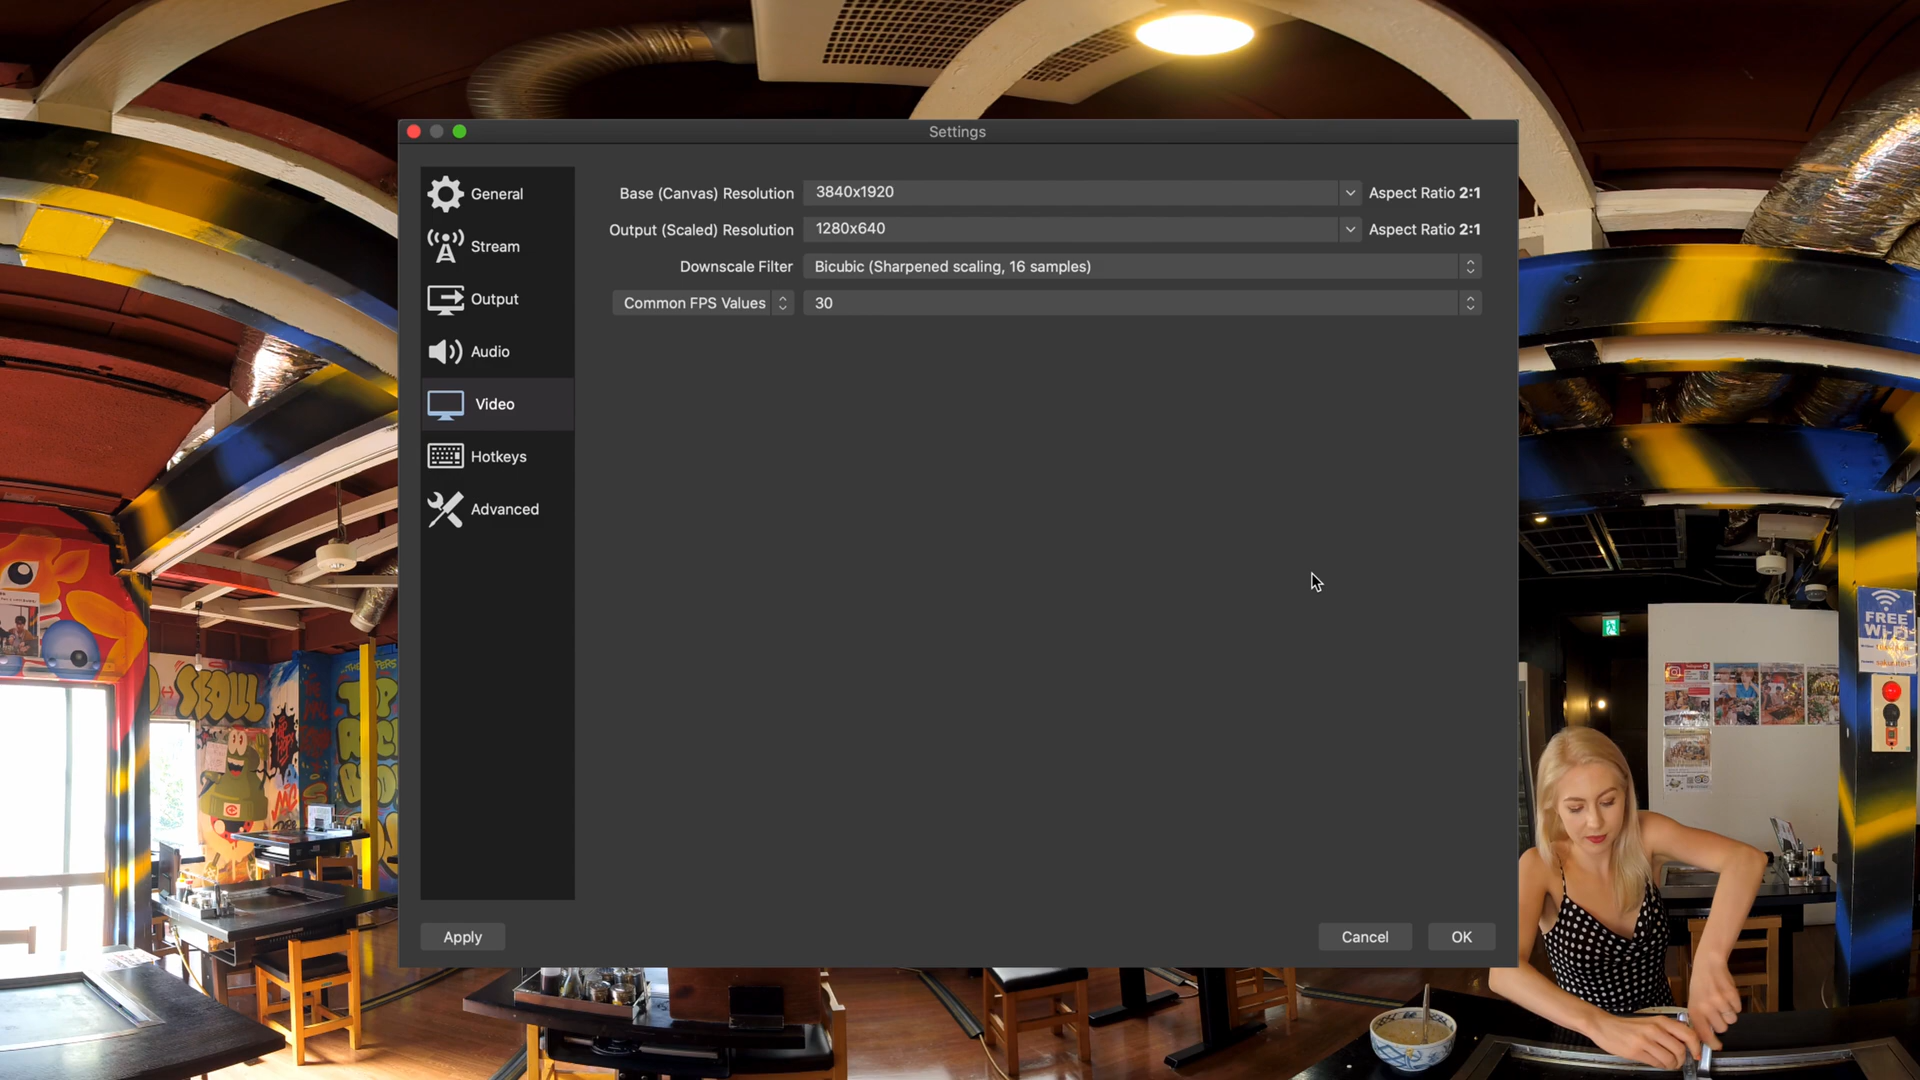 Settings
General
Stream
Output
Audio
Video
Hotkeys
Advanced
Base (Canvas) Resolution 3840x1920 Aspect Ratio 2:1
Output (Scaled) Resolution 1280x640 Aspect Ratio 2:1
Downscale Filter Bicubic (Sharpened scaling, 16 samples)
Common FPS Values 30
Apply
Cancel
OK
SEOUL
FREE
Wi-Fi